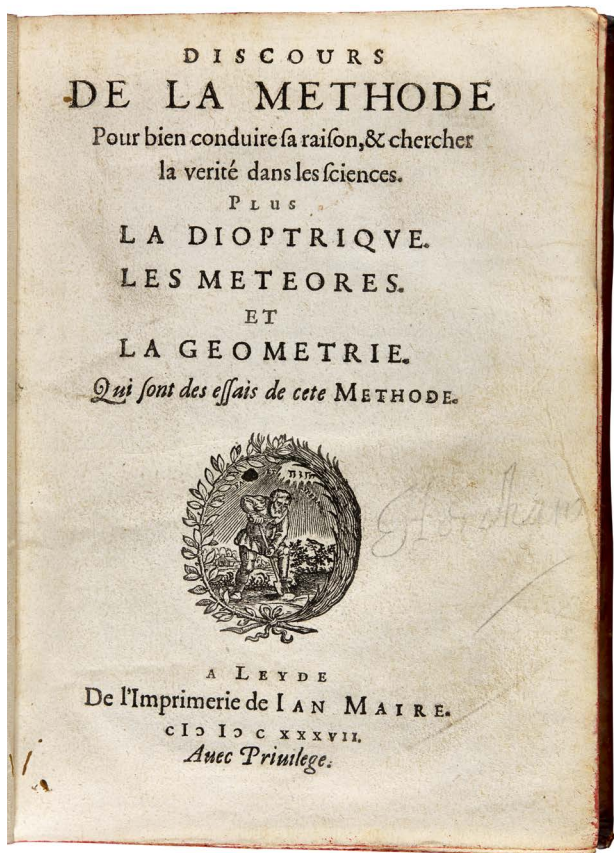 DISCOURS
DE LA METHODE
Pour bien conduire ſa raiſon,& chercher
la verité dans les ſciences.
PLUS
LA DIOPTRIQVE.
LES METEORES.
ET
LA GEOMETRIE.
Qui ſont des eſſais de cete METHODE.
A LEYDE
De l'Imprimerie de IAN MAIRE.
cIↄ Iↄ c xxxvii.
Auec Priuilege.